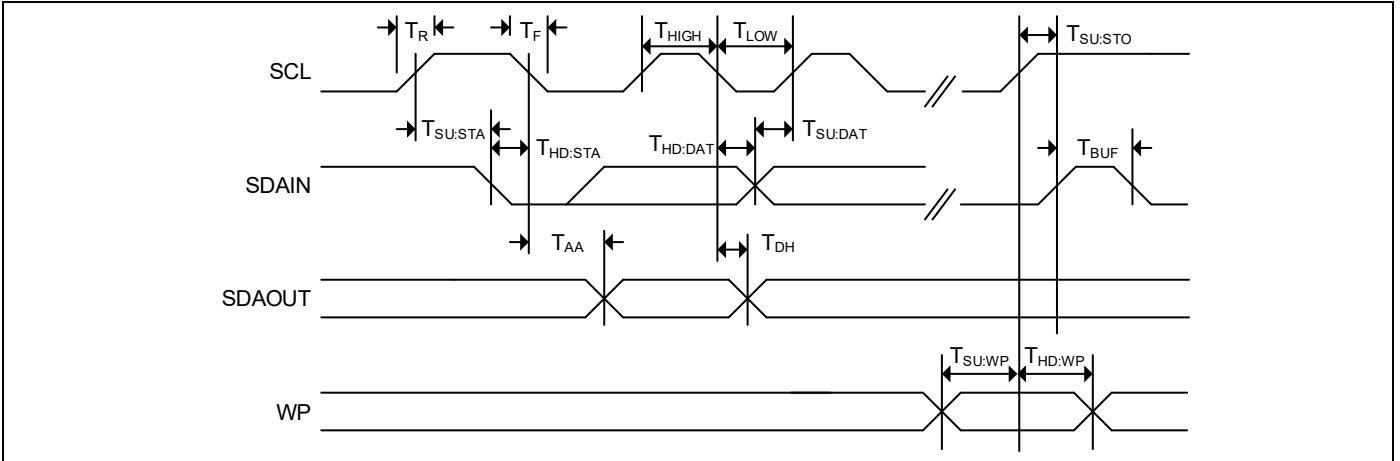 TR
TF
THIGH
TLOW
TSU:STO
SCL
TSU:STA
THD:STA
THD:DAT
TSU:DAT
TBUF
SDAIN
TAA
TDH
SDAOUT
TSU:WP
THD:WP
WP